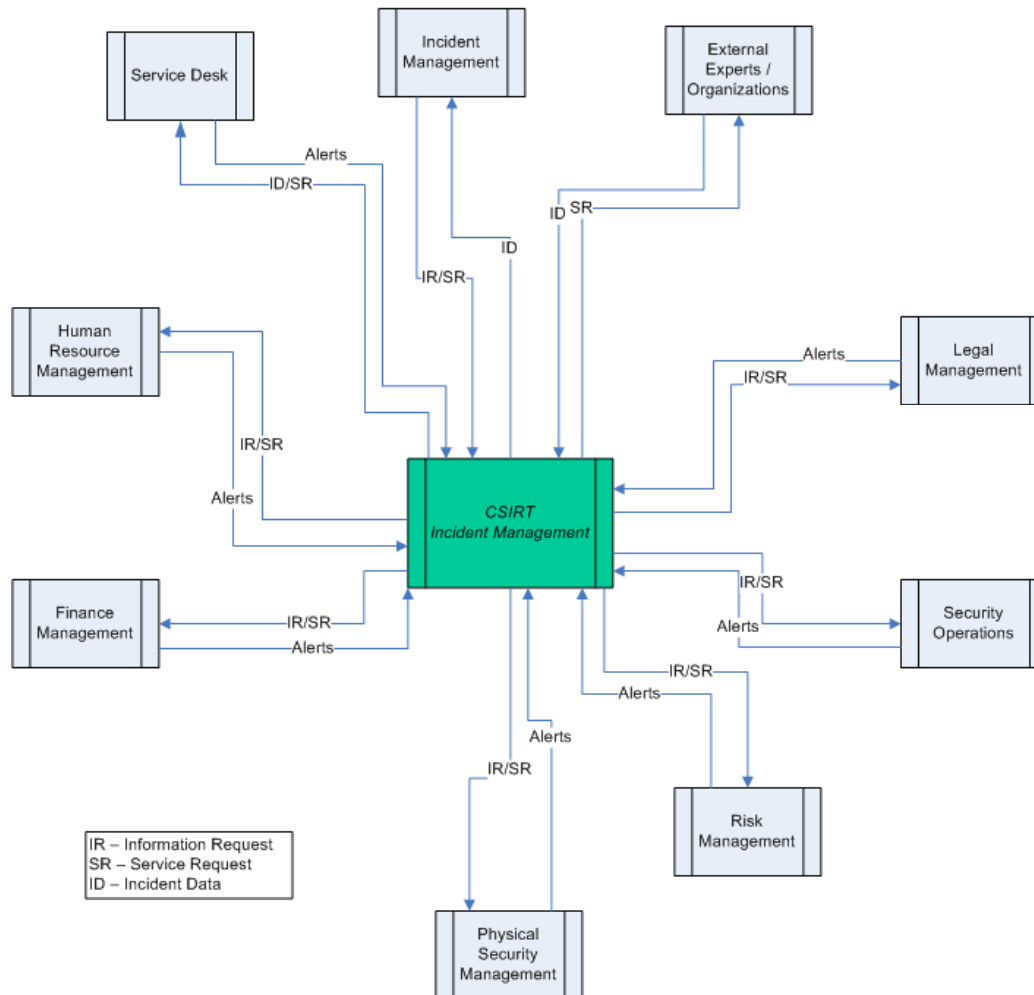 Service Desk
Incident
Management
External
Experts /
Organizations
Alerts
ID/SR
ID
SR
ID
IR/SR
Human
Resource
Management
Legal
Management
Alerts
IR/SR
IR/SR
Alerts
CSIRT
Incident Management
Finance
Management
IR/SR
Alerts
IR/SR
Alerts
Security
Operations
IR/SR
Alerts
Alerts
IR/SR
Risk
Management
IR – Information Request
SR – Service Request
ID – Incident Data
Physical
Security
Management